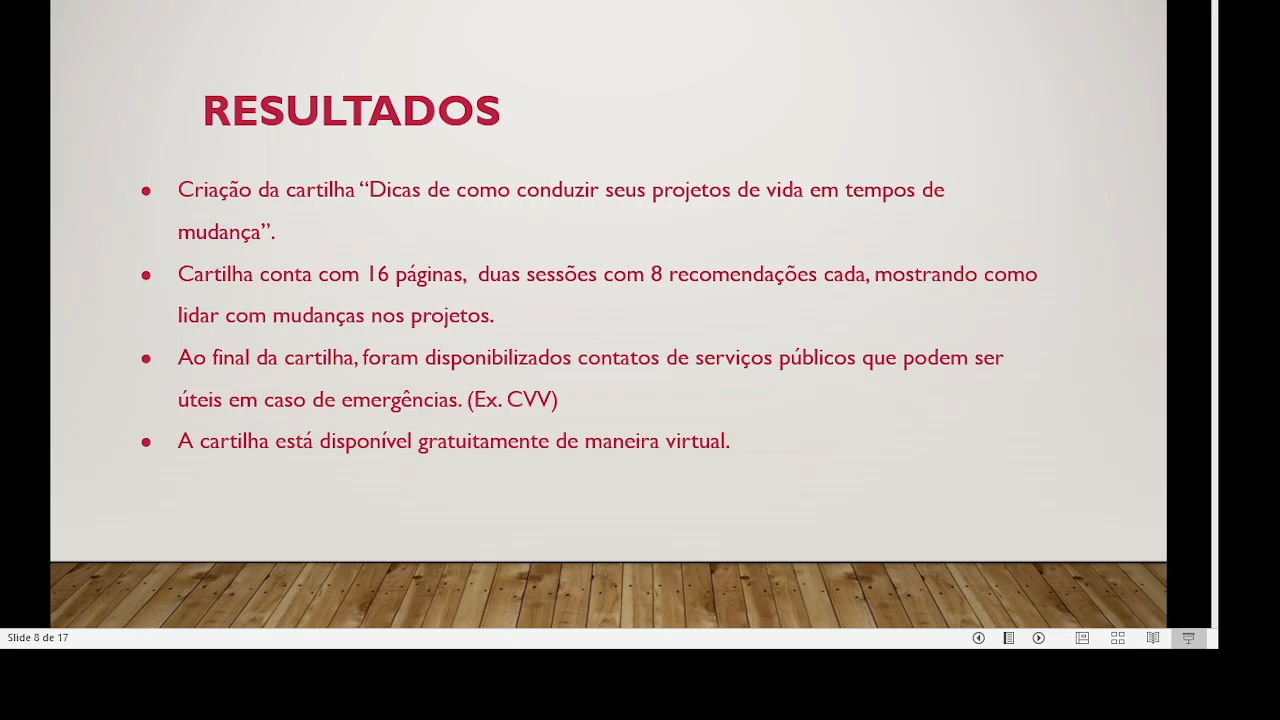 RESULTADOS
● Criação da cartilha “Dicas de como conduzir seus projetos de vida em tempos de
mudança”.
● Cartilha conta com 16 páginas, duas sessões com 8 recomendações cada, mostrando como
lidar com mudanças nos projetos.
● Ao final da cartilha, foram disponibilizados contatos de serviços públicos que podem ser
úteis em caso de emergências. (Ex. CVV)
● A cartilha está disponível gratuitamente de maneira virtual.
Slide 8 de 17